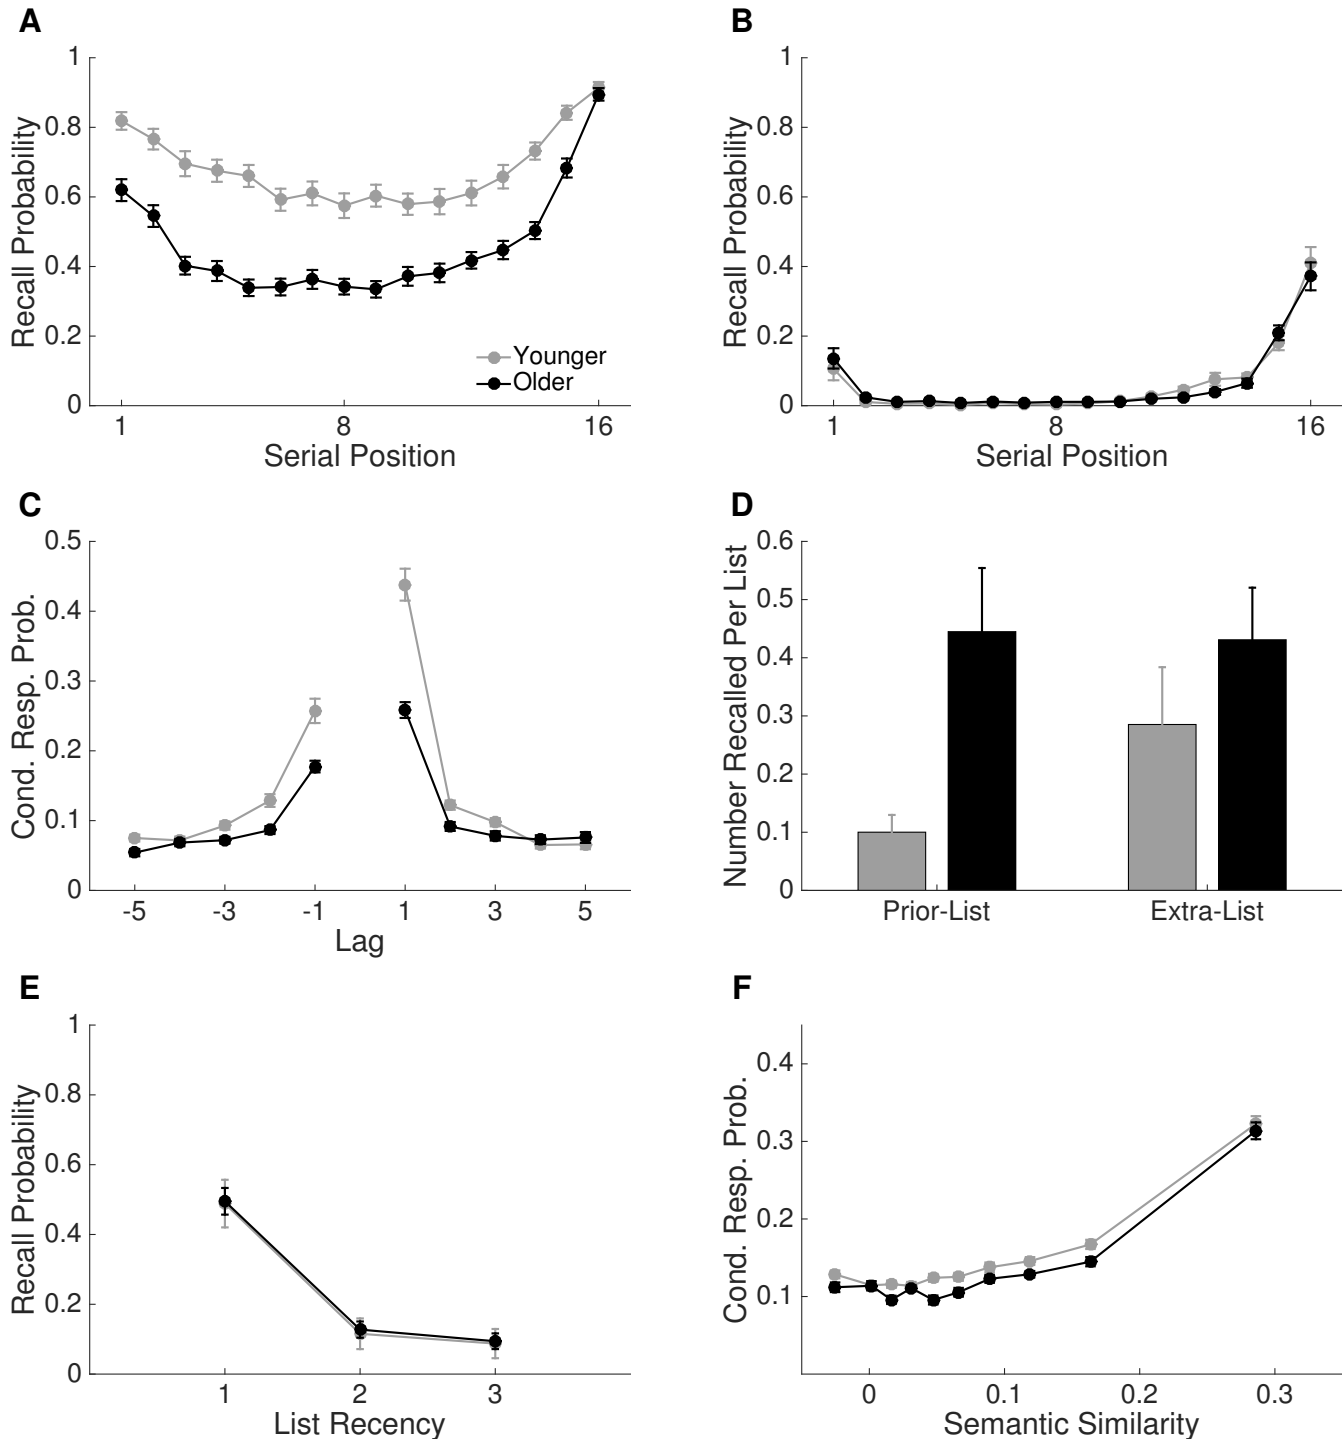 A
1
0.8
0.6
0.4
0.2
0
Recall Probability
Younger
Older
1
8
16
Serial Position
B
1
0.8
0.6
0.4
0.2
0
Recall Probability
1
8
16
Serial Position
C
0.5
0.4
0.3
0.2
0.1
0
Cond. Resp. Prob.
-5
-3
-1
1
3
5
Lag
D
0.6
0.5
0.4
0.3
0.2
0.1
0
Number Recalled Per List
Prior-List
Extra-List
E
1
0.8
0.6
0.4
0.2
0
Recall Probability
1
2
3
List Recency
F
0.4
0.3
0.2
0.1
Cond. Resp. Prob.
0
0.1
0.2
0.3
Semantic Similarity